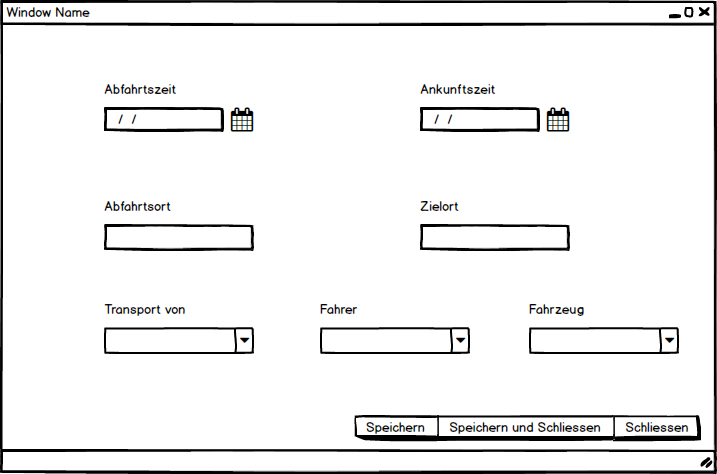 Window Name
Abfahrtszeit Ankunftszeit
/ / / /
Abfahrtsort Zielort
Transport von Fahrer Fahrzeug
Speichern Speichern und Schliessen Schliessen